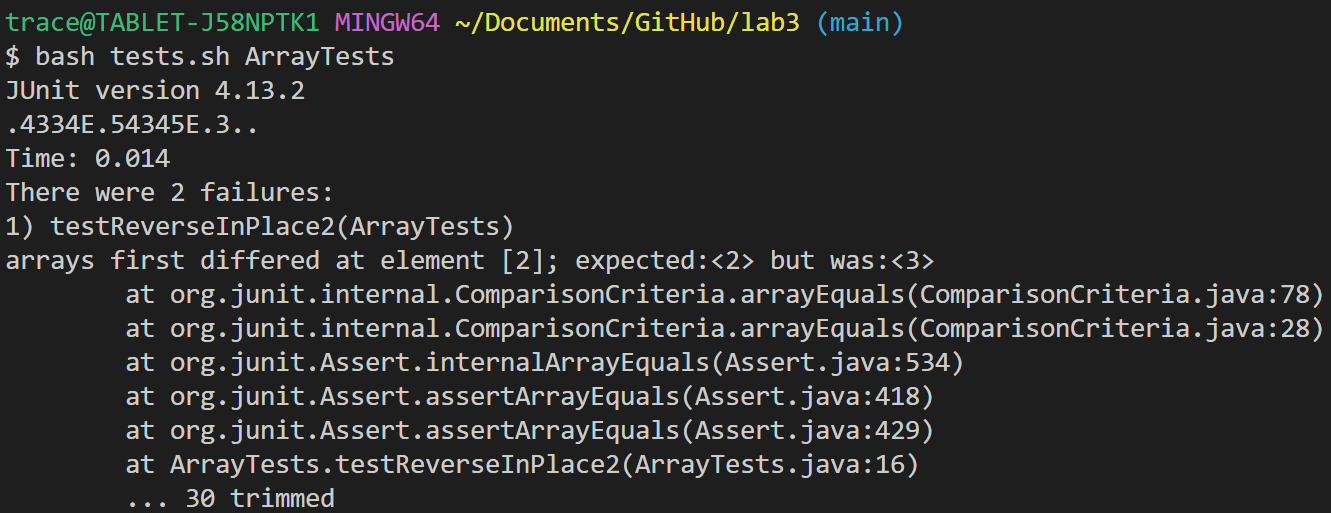 trace@TABLET-J58NPTK1 MINGW64 ~/Documents/GitHub/lab3 (main)
$ bash tests.sh ArrayTests
JUnit version 4.13.2
.4334E.54345E.3..
Time: 0.014
There were 2 failures:
1) testReverseInPlace2(ArrayTests)
arrays first differed at element [2]; expected:<2> but was:<3>
        at org.junit.internal.ComparisonCriteria.arrayEquals(ComparisonCriteria.java:78)
        at org.junit.internal.ComparisonCriteria.arrayEquals(ComparisonCriteria.java:28)
        at org.junit.Assert.internalArrayEquals(Assert.java:534)
        at org.junit.Assert.assertArrayEquals(Assert.java:418)
        at org.junit.Assert.assertArrayEquals(Assert.java:429)
        at ArrayTests.testReverseInPlace2(ArrayTests.java:16)
        ... 30 trimmed